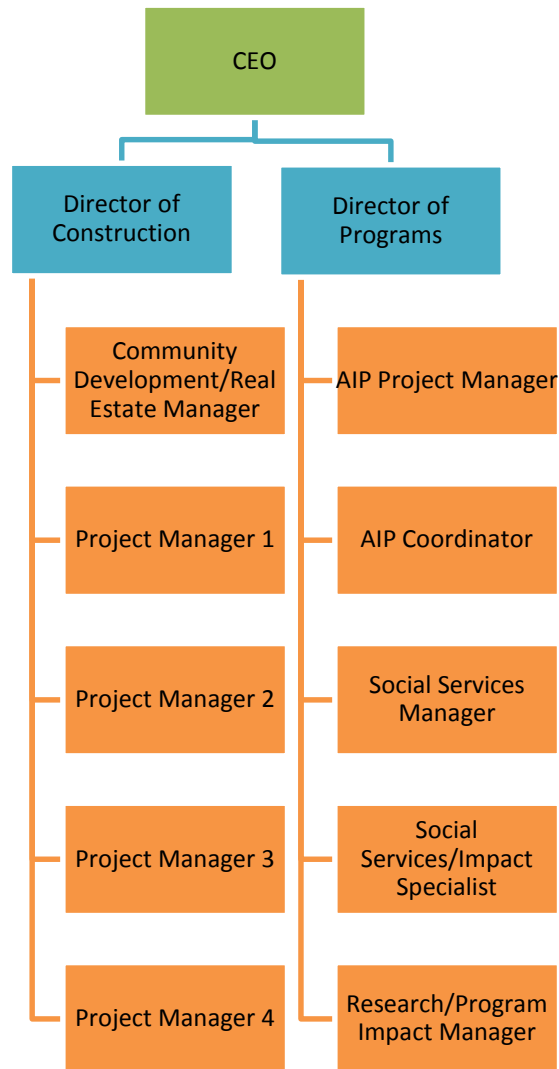 CEO
Director of
Construction
Director of
Programs
Community
Development/Real
Estate Manager
AIP Project Manager
Project Manager 1
AIP Coordinator
Project Manager 2
Social Services
Manager
Project Manager 3
Social
Services/Impact
Specialist
Project Manager 4
Research/Program
Impact Manager